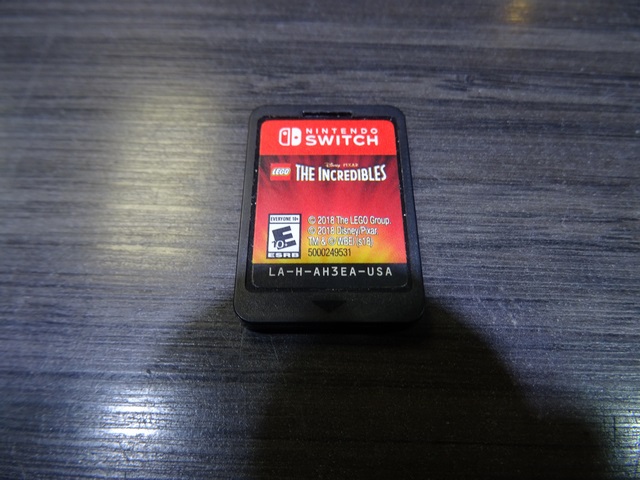 NINTENDO
SWITCH
Disney PIXAR
LEGO THE INCREDIBLES
EVERYONE 10+
E
10+
ESRB
© 2018 The LEGO Group.
© 2018 Disney/Pixar.
TM & © WBEI (s18)
5000249531
LA-H-AH3EA-USA